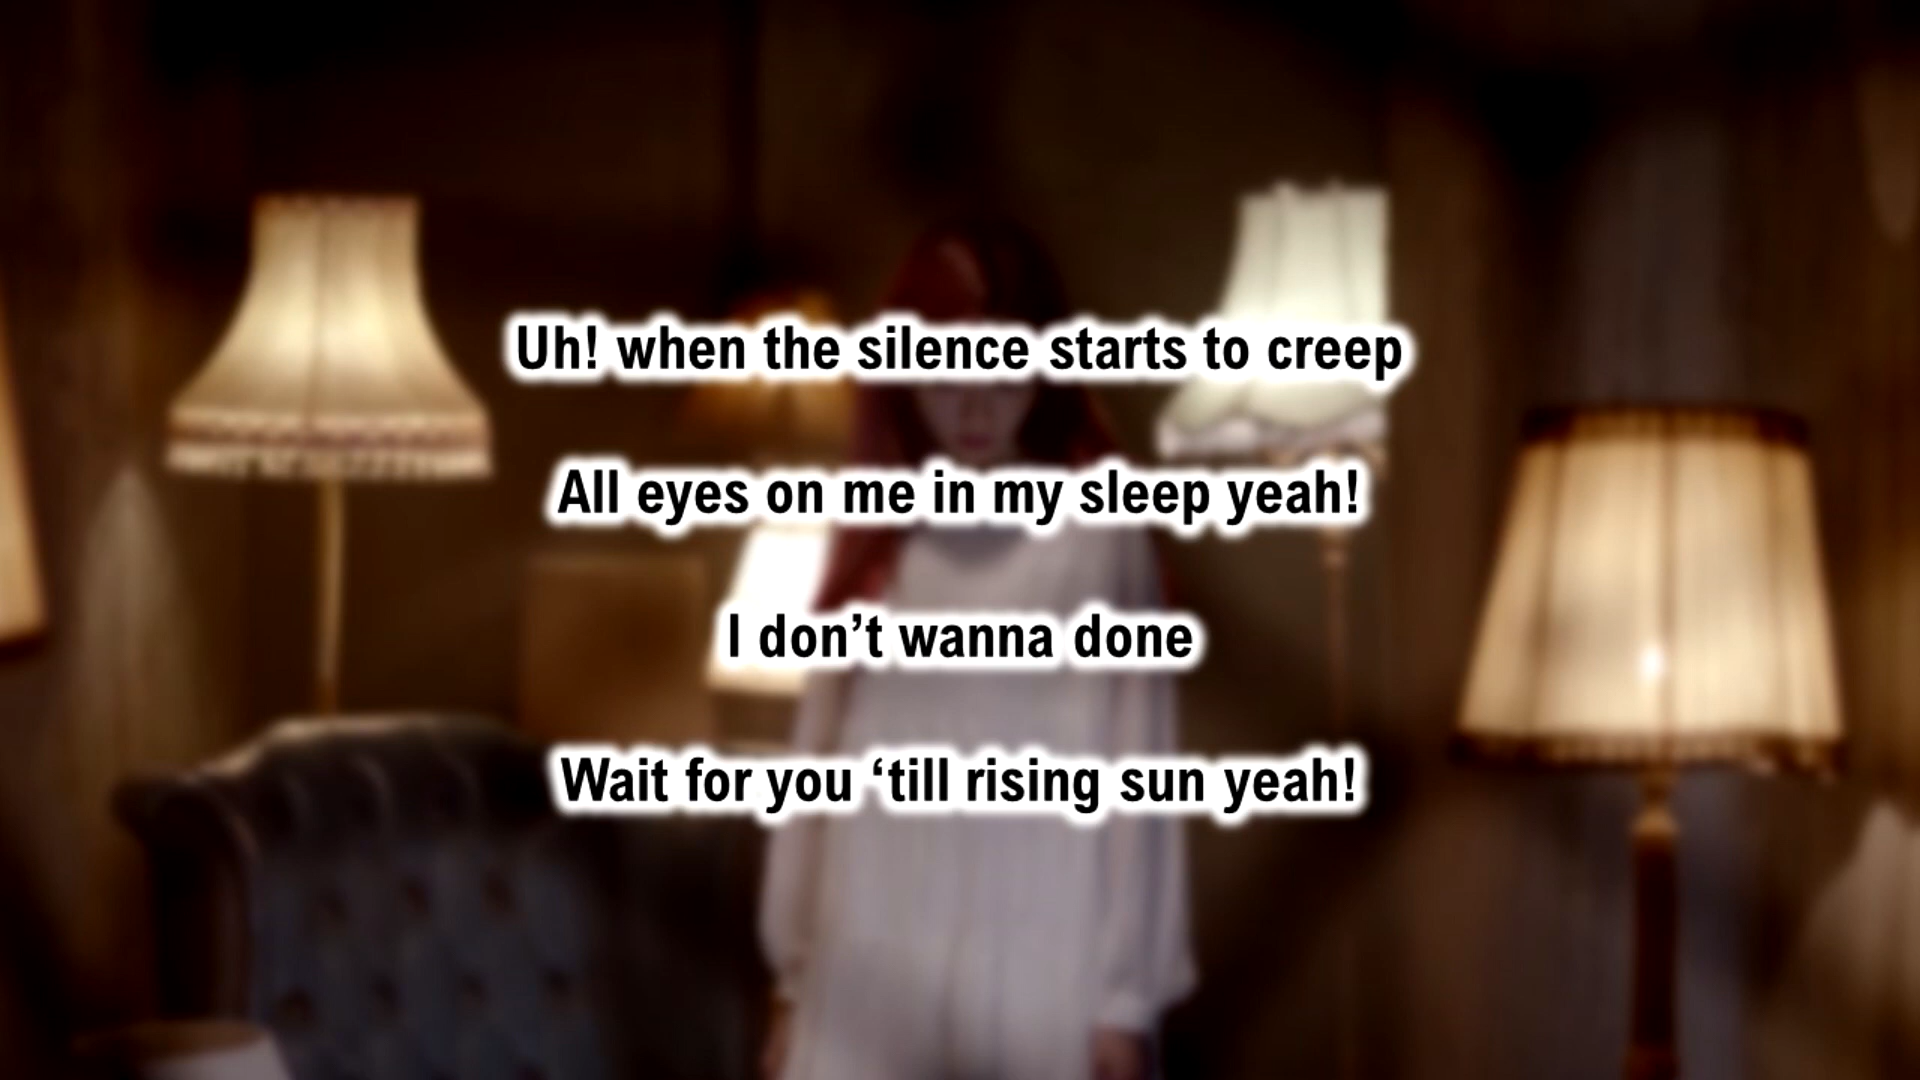 Uh! when the silence starts to creep
All eyes on me in my sleep yeah!
I don’t wanna done
Wait for you ‘till rising sun yeah!